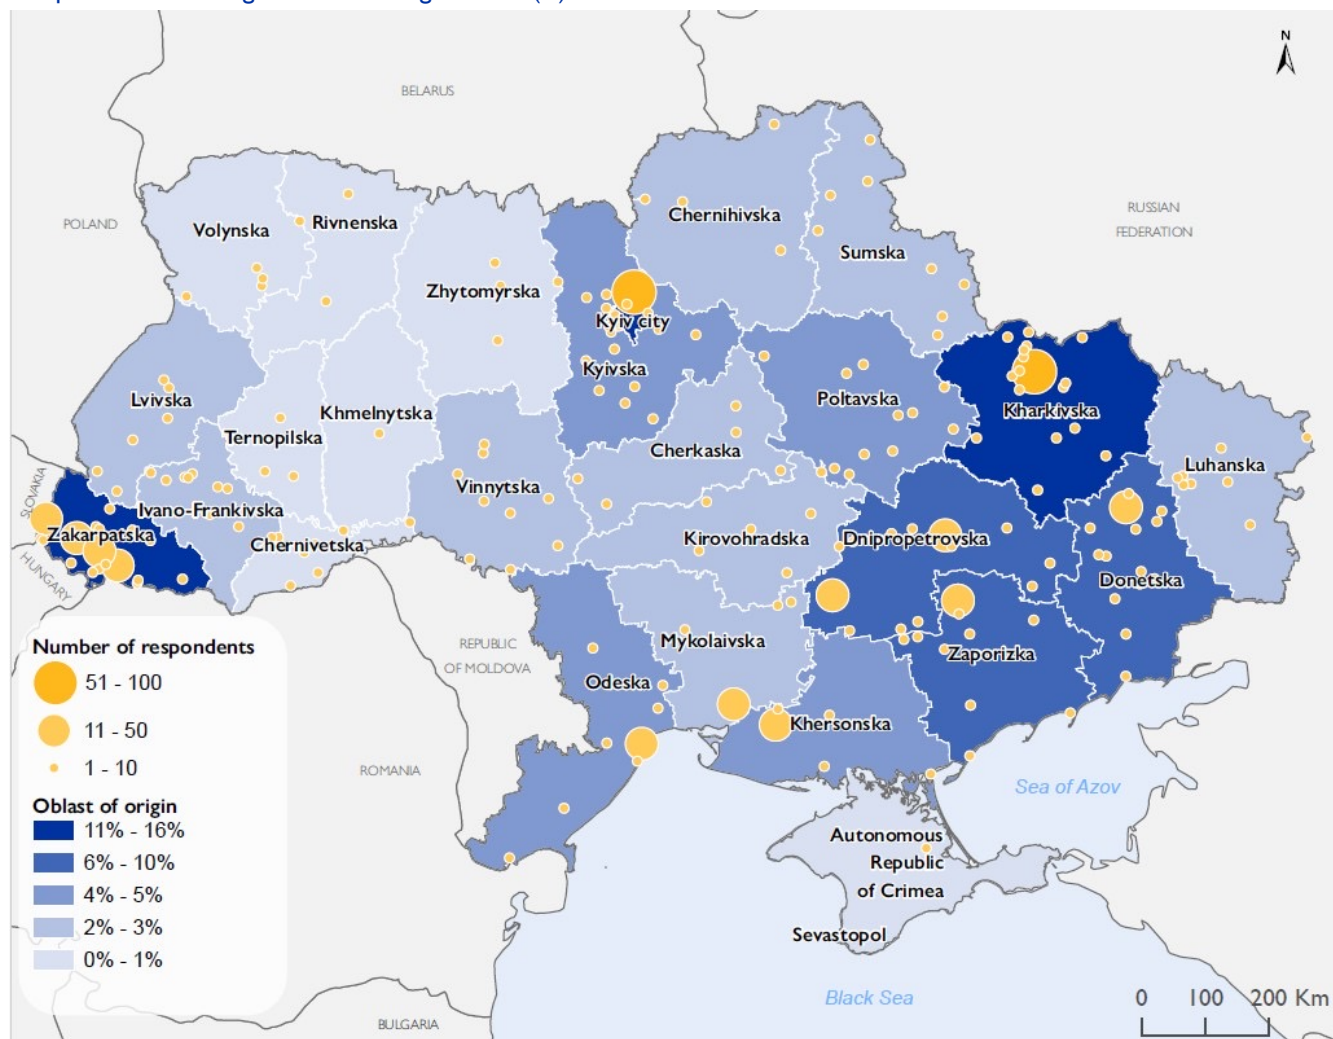 N
BELARUS
POLAND
RUSSIAN
FEDERATION
Volynska
Rivnenska
Chernihivska
Sumska
Zhytomyrska
Kyiv city
Kyivska
Lvivska
Khmelnytska
Ternopilska
Poltavska
Kharkivska
Cherkaska
Luhanska
SLOVAKIA
Vinnytska
Ivano-Frankivska
Zakarpatska
Chernivetska
Kirovohradska
Dnipropetrovska
Donetska
HUNGARY
REPUBLIC
OF MOLDOVA
Mykolaivska
Zaporizka
Odeska
Khersonska
ROMANIA
Sea of Azov
Autonomous
Republic
of Crimea
Sevastopol
Black Sea
BULGARIA
Number of respondents
51 - 100
11 - 50
1 - 10
Oblast of origin
11% - 16%
6% - 10%
4% - 5%
2% - 3%
0% - 1%
0 100 200 Km